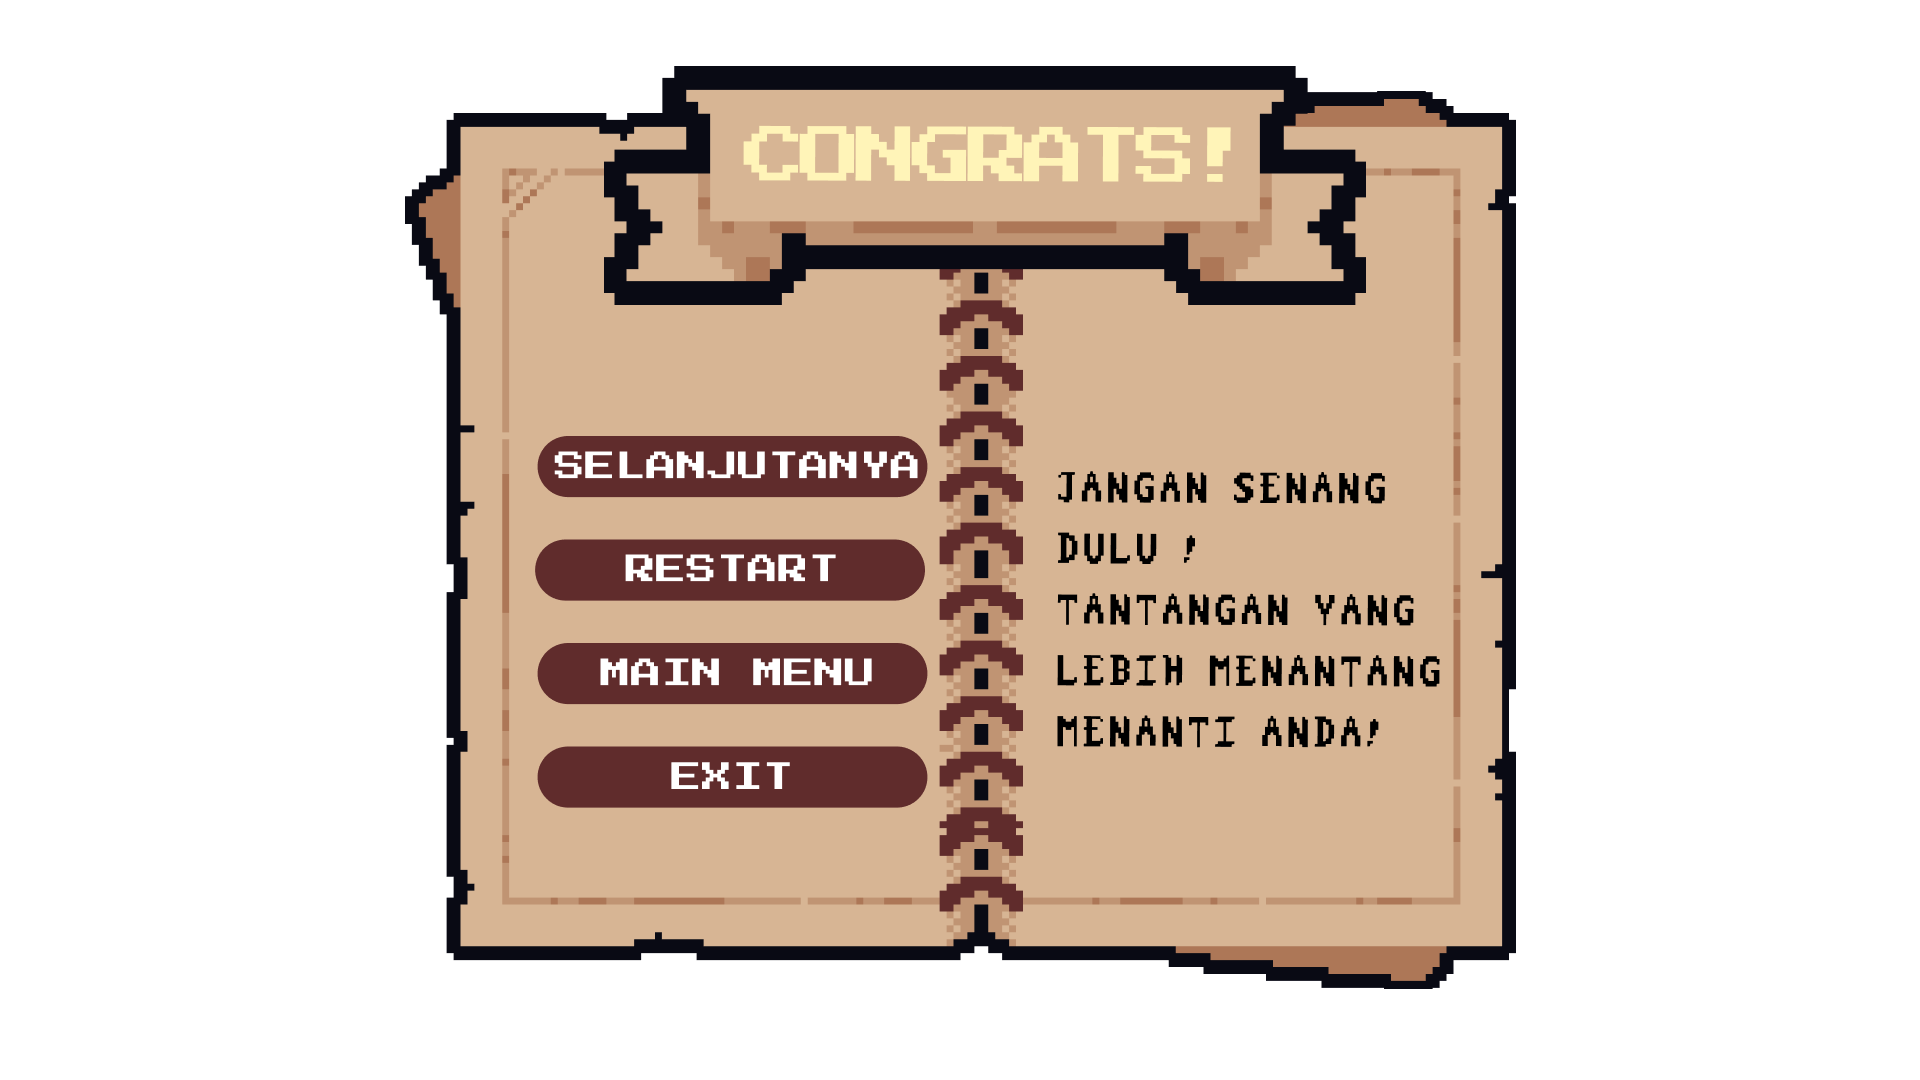 CONGRATS!
SELANJUTANYA
RESTART
MAIN MENU
EXIT
JANGAN SENANG
DULU !
TANTANGAN YANG
LEBIH MENANTANG
MENANTI ANDA!